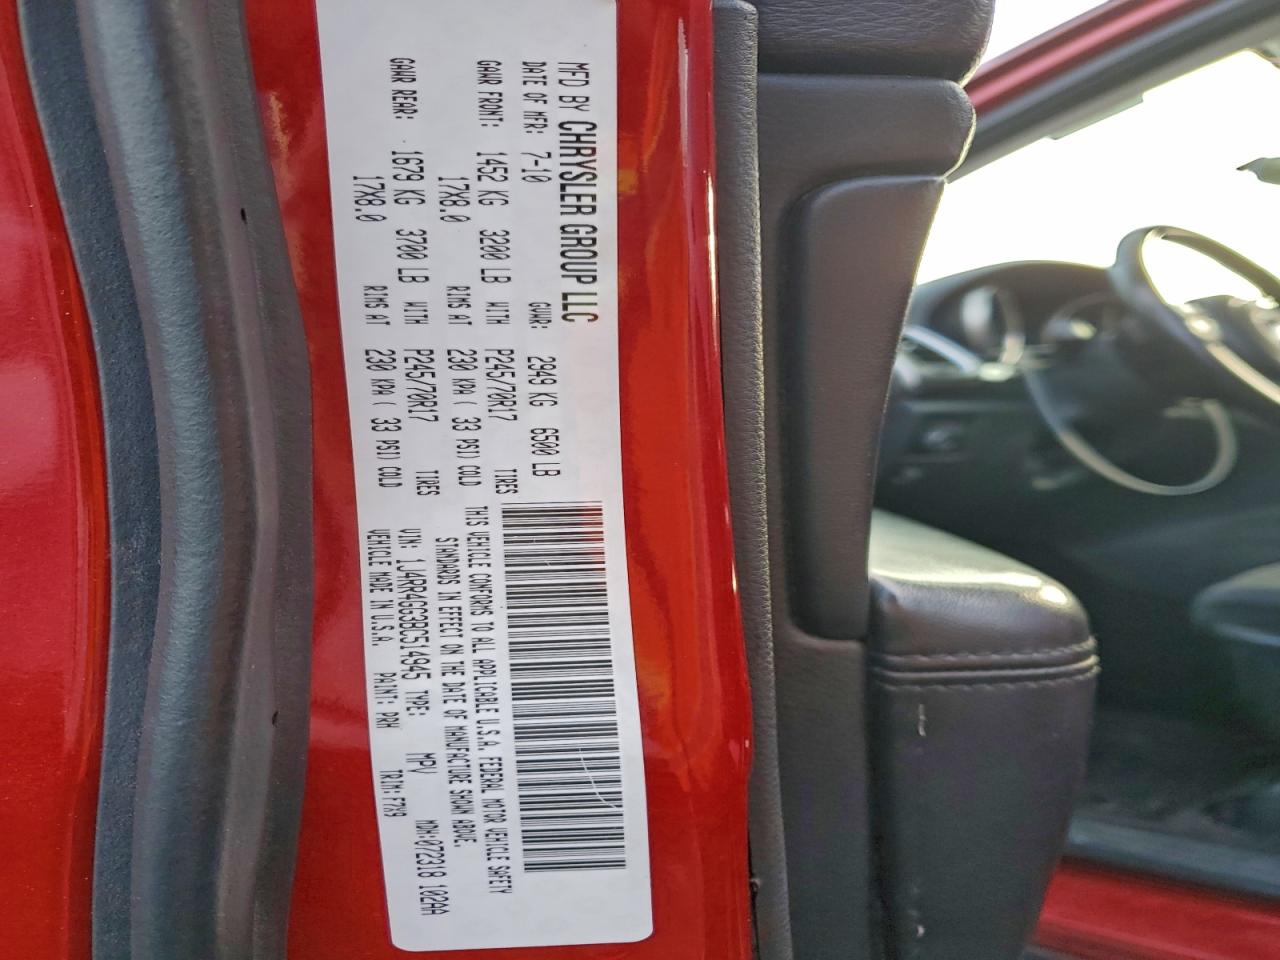 MFD BY CHRYSLER GROUP LLC
DATE OF MFR: 7-10 GVWR: 2949 KG 6500 LB
GAWR FRONT: 1452 KG 3200 LB WITH P245/70R17 TIRES
17X8.0 RIMS AT 230 KPA( 33 PSI) COLD
GAWR REAR: 1679 KG 3700 LB WITH P245/70R17 TIRES
17X8.0 RIMS AT 230 KPA( 33 PSI) COLD
THIS VEHICLE CONFORMS TO ALL APPLICABLE U.S.A. FEDERAL MOTOR VEHICLE SAFETY
STANDARDS IN EFFECT ON THE DATE OF MANUFACTURE SHOWN ABOVE.
VIN: 1J4RR4GG3BC514945 TYPE: MPV MDH:072318 102AA
VEHICLE MADE IN U.S.A. PAINT: PRH TRIM:F7X9